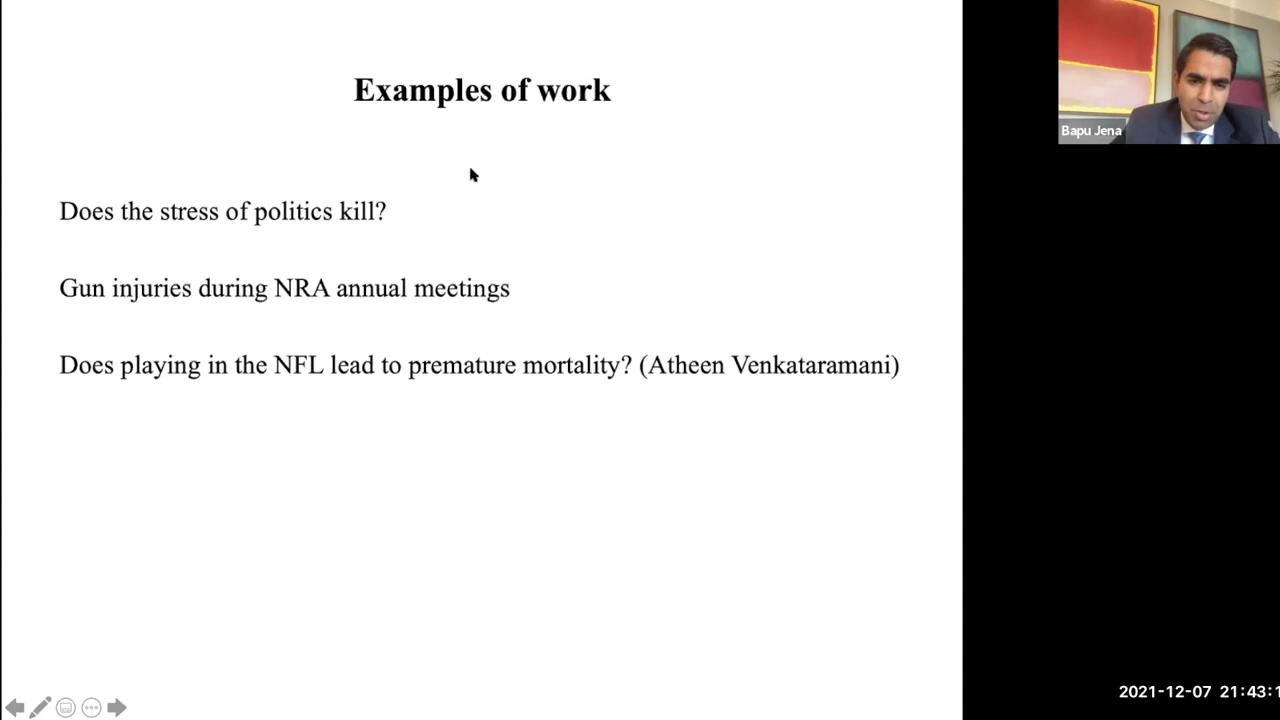 Examples of work
Does the stress of politics kill?
Gun injuries during NRA annual meetings
Does playing in the NFL lead to premature mortality? (Atheen Venkataramani)
Bapu Jena
2021-12-07 21:43:1